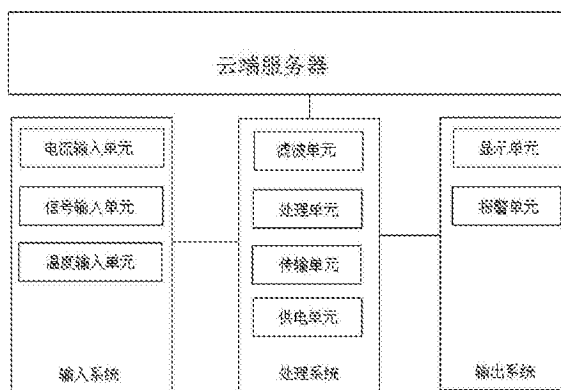 云端服务器
电流输入单元
信号输入单元
温度输入单元
输入系统
滤波单元
处理单元
传输单元
供电单元
处理系统
显示单元
报警单元
输出系统